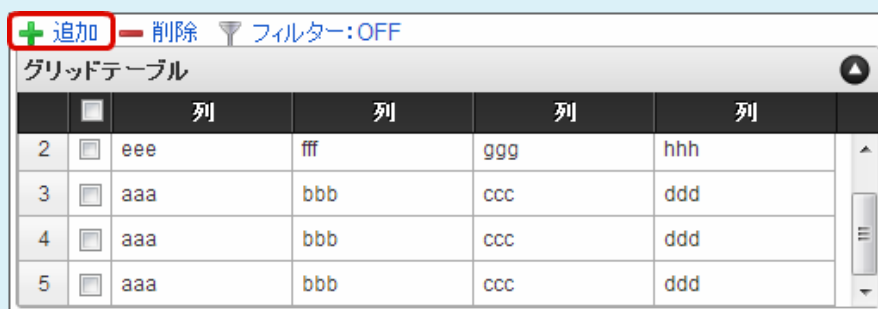 追加 削除 フィルター：OFF
グリッドテーブル
列 列 列 列
2 eee fff ggg hhh
3 aaa bbb ccc ddd
4 aaa bbb ccc ddd
5 aaa bbb ccc ddd